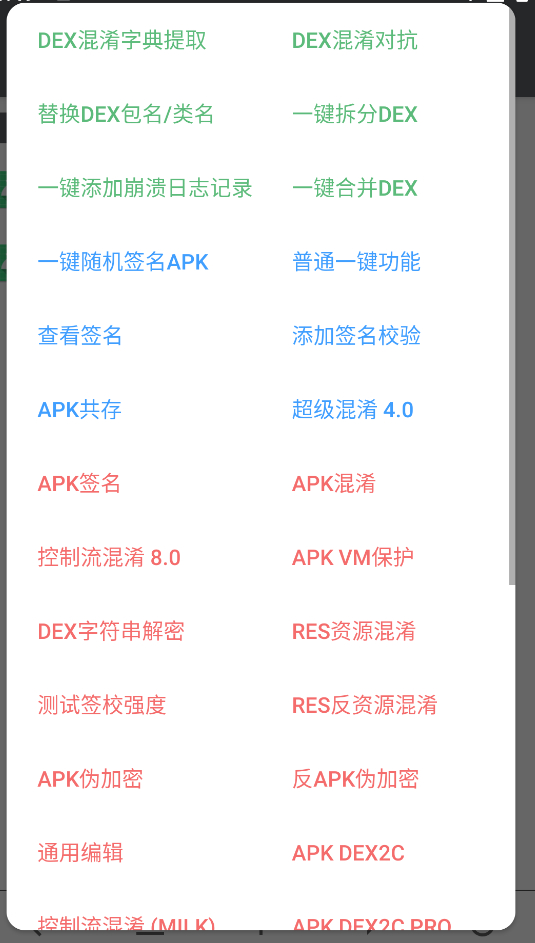 DEX混淆字典提取 DEX混淆对抗
替换DEX包名/类名 一键拆分DEX
一键添加崩溃日志记录 一键合并DEX
一键随机签名APK 普通一键功能
查看签名 添加签名校验
APK共存 超级混淆 4.0
APK签名 APK混淆
控制流混淆 8.0 APK VM保护
DEX字符串解密 RES资源混淆
测试签校强度 RES反资源混淆
APK伪加密 反APK伪加密
通用编辑 APK DEX2C
控制流混淆 (MILK) APK DEX2C PRO